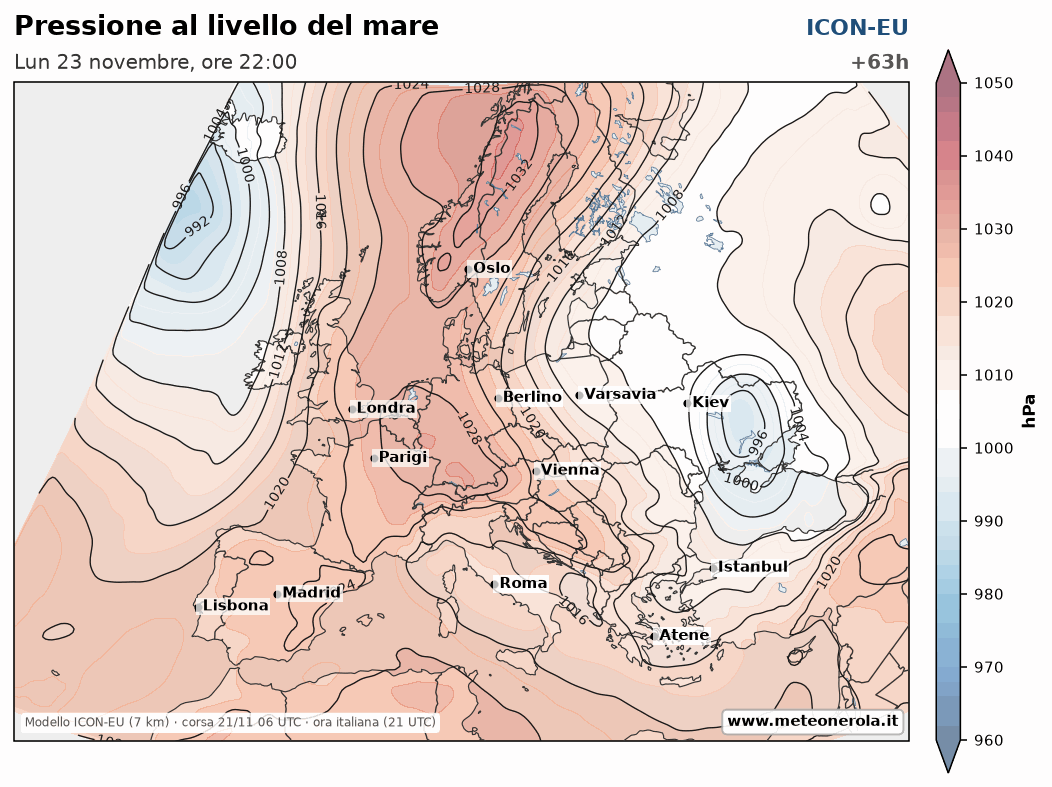 Pressione al livello del mare
ICON-EU
Lun 23 novembre, ore 22:00
+63h
1024
1028
1050
1004
1040
1000
1032
996
992
1008
1016
1030
1008
1016
Oslo
1020
1012
1010
Londra
Berlino
Varsavia
Kiev
1028
1020
1004
hPa
996
Parigi
Vienna
1000
1000
1020
990
Istanbul
1020
Roma
Madrid
1016
Lisbona
980
Atene
970
Modello ICON-EU (7 km) · corsa 21/11 06 UTC · ora italiana (21 UTC)
www.meteonerola.it
960